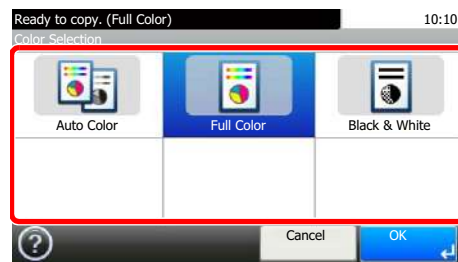 Ready to copy. (Full Color) 10:10
Color Selection
Auto Color Full Color Black & White
? Cancel OK